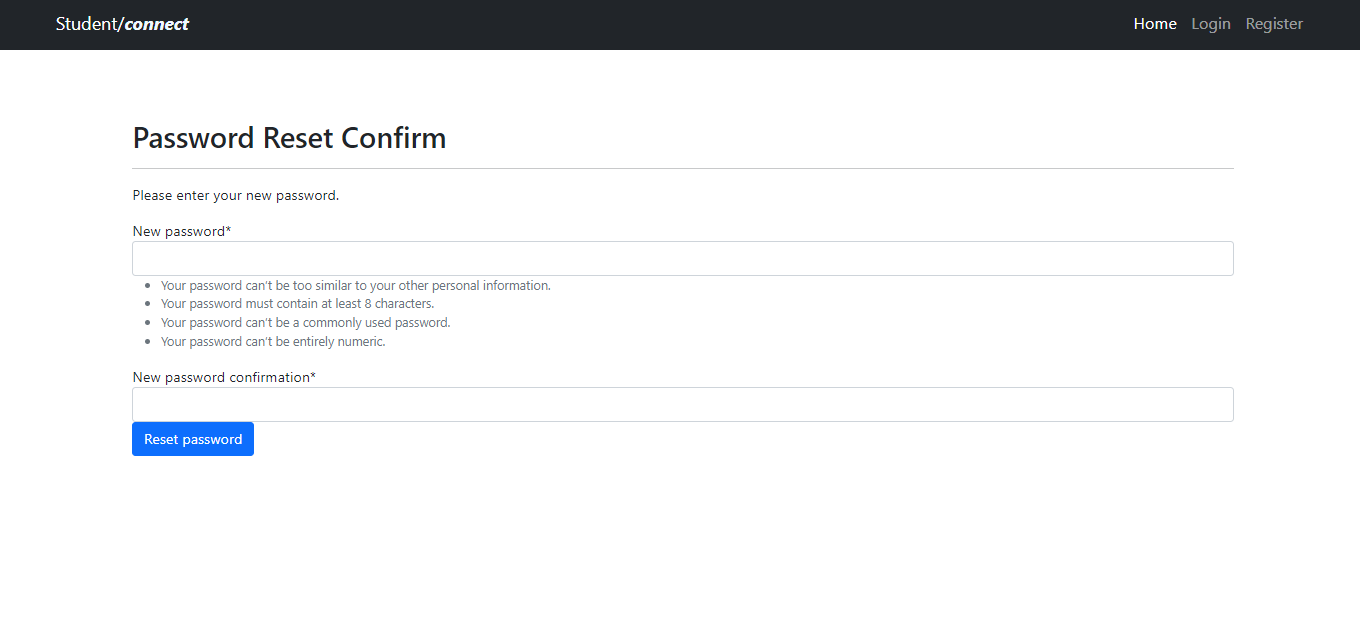 Student/connect
Home Login Register
Password Reset Confirm
Please enter your new password.
New password*
Your password can't be too similar to your other personal information.
Your password must contain at least 8 characters.
Your password can't be a commonly used password.
Your password can't be entirely numeric.
New password confirmation*
Reset password